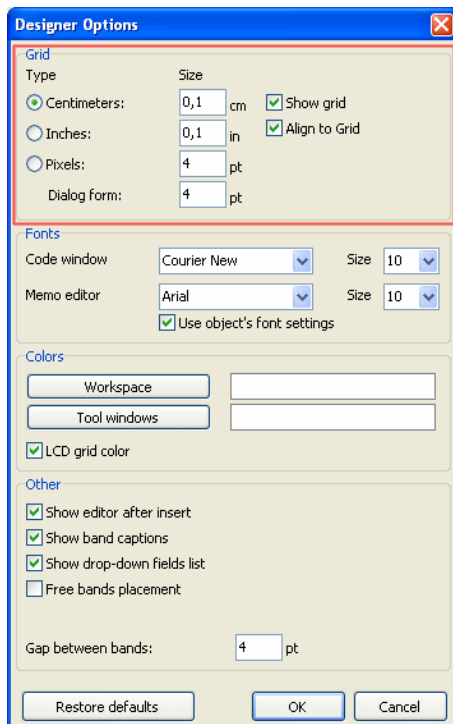 Designer Options
Grid
Type Size
Centimeters: 0,1 cm Show grid
Inches: 0,1 in Align to Grid
Pixels: 4 pt
Dialog form: 4 pt
Fonts
Code window Courier New Size 10
Memo editor Arial Size 10
Use object's font settings
Colors
Workspace
Tool windows
LCD grid color
Other
Show editor after insert
Show band captions
Show drop-down fields list
Free bands placement
Gap between bands: 4 pt
Restore defaults OK Cancel